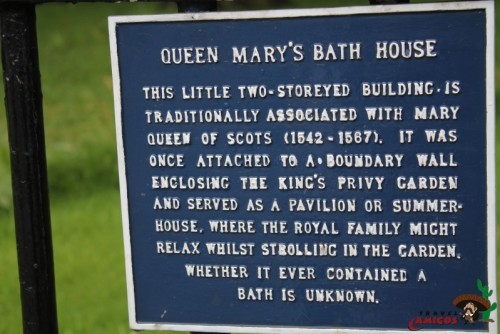 QUEEN MARY'S BATH HOUSE
THIS LITTLE TWO-STOREYED BUILDING. IS
TRADITIONALLY ASSOCIATED WITH MARY
QUEEN OF SCOTS (1542-1567). IT WAS
ONCE ATTACHED TO A BOUNDARY WALL
ENCLOSING THE KING'S PRIVY GARDEN
AND SERVED AS A PAVILION OR SUMMER-
HOUSE, WHERE THE ROYAL FAMILY MIGHT
RELAX WHILST STROLLING IN THE GARDEN.
WHETHER IT EVER CONTAINED A
BATH IS UNKNOWN.
TRAVEL
CAMICOS